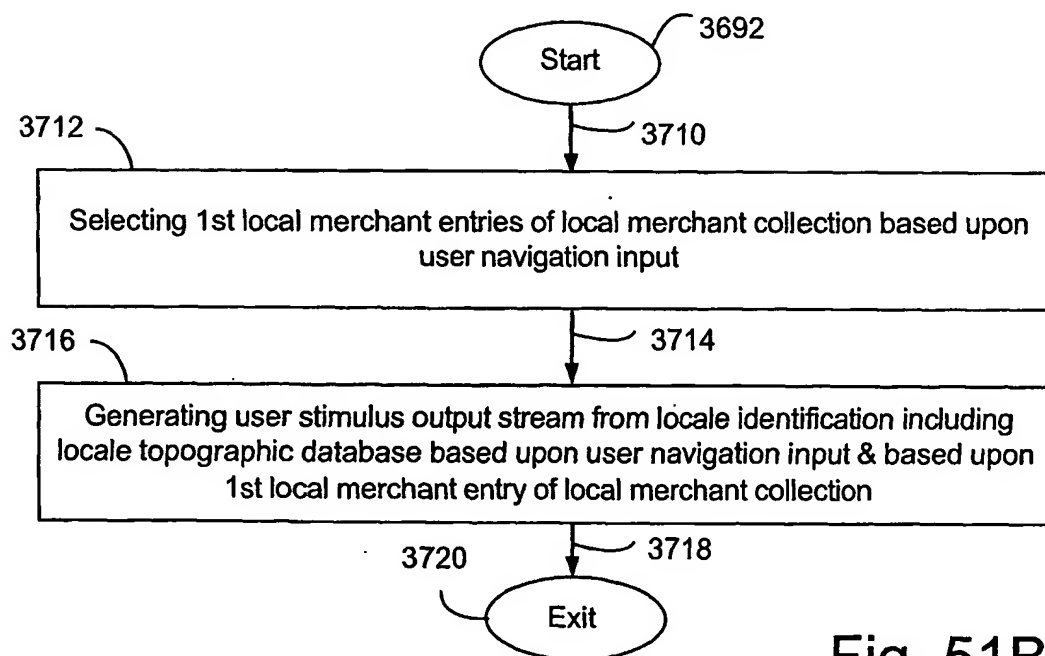 3692
Start
3710
3712
Selecting 1st local merchant entries of local merchant collection based upon
user navigation input
3714
3716
Generating user stimulus output stream from locale identification including
locale topographic database based upon user navigation input & based upon
1st local merchant entry of local merchant collection
3718
3720
Exit
Fig. 51B